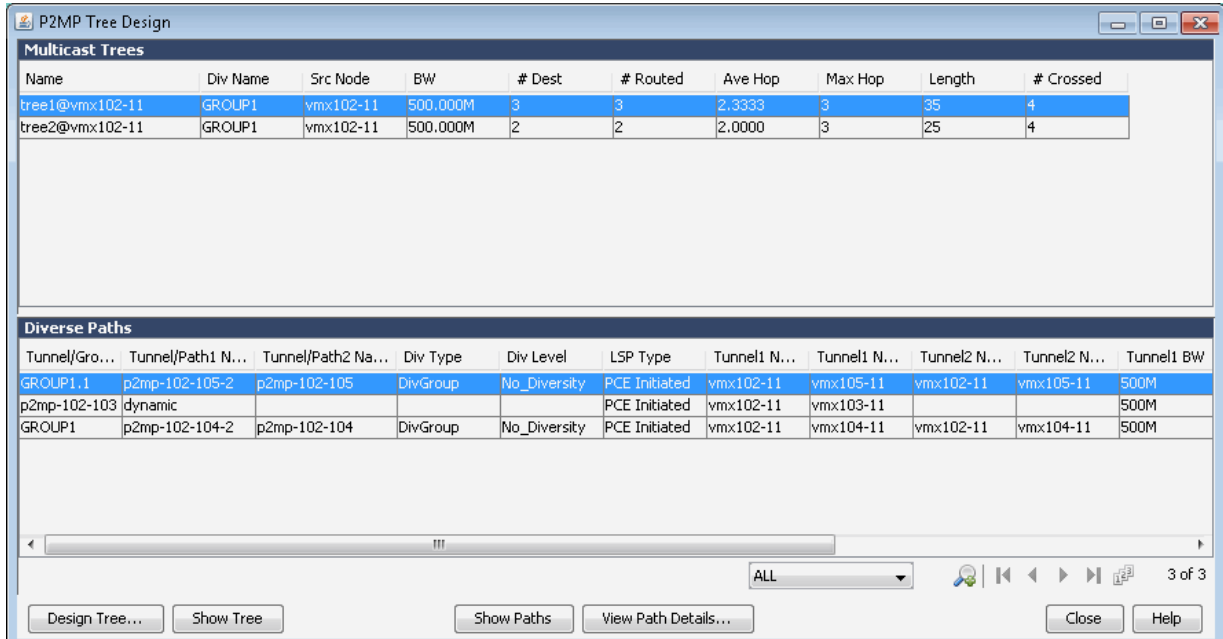 P2MP Tree Design
Multicast Trees
Name Div Name Src Node BW # Dest # Routed Ave Hop Max Hop Length # Crossed
tree1@vmx102-11 GROUP1 vmx102-11 500.000M 3 3 2.3333 3 35 4
tree2@vmx102-11 GROUP1 vmx102-11 500.000M 2 2 2.0000 3 25 4
Diverse Paths
Tunnel/Gro... Tunnel/Path1 N... Tunnel/Path2 Na... Div Type Div Level LSP Type Tunnel1 N... Tunnel1 N... Tunnel2 N... Tunnel2 N... Tunnel1 BW
GROUP1.1 p2mp-102-105-2 p2mp-102-105 DivGroup No_Diversity PCE Initiated vmx102-11 vmx105-11 vmx102-11 vmx105-11 500M
p2mp-102-103 dynamic PCE Initiated vmx102-11 vmx103-11 500M
GROUP1 p2mp-102-104-2 p2mp-102-104 DivGroup No_Diversity PCE Initiated vmx102-11 vmx104-11 vmx102-11 vmx104-11 500M
ALL 3 of 3
Design Tree... Show Tree Show Paths View Path Details... Close Help